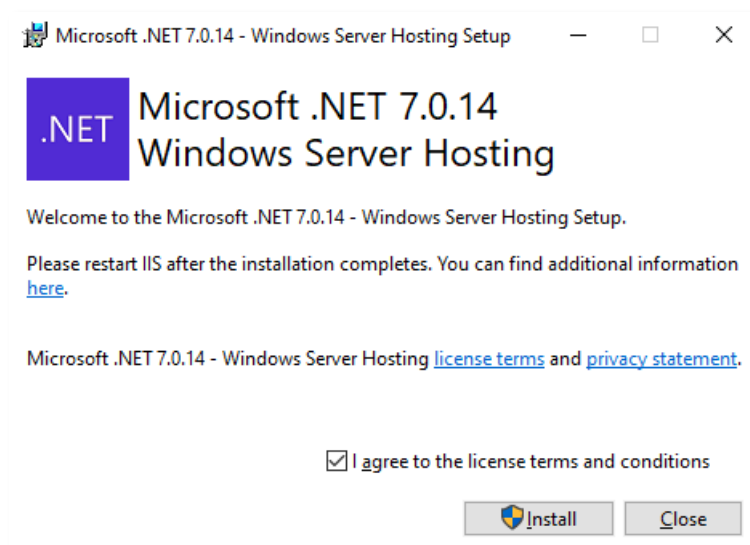 Microsoft .NET 7.0.14 - Windows Server Hosting Setup
.NET
Microsoft .NET 7.0.14
Windows Server Hosting
Welcome to the Microsoft .NET 7.0.14 - Windows Server Hosting Setup.
Please restart IIS after the installation completes. You can find additional information
here.
Microsoft .NET 7.0.14 - Windows Server Hosting license terms and privacy statement.
I agree to the license terms and conditions
Install
Close